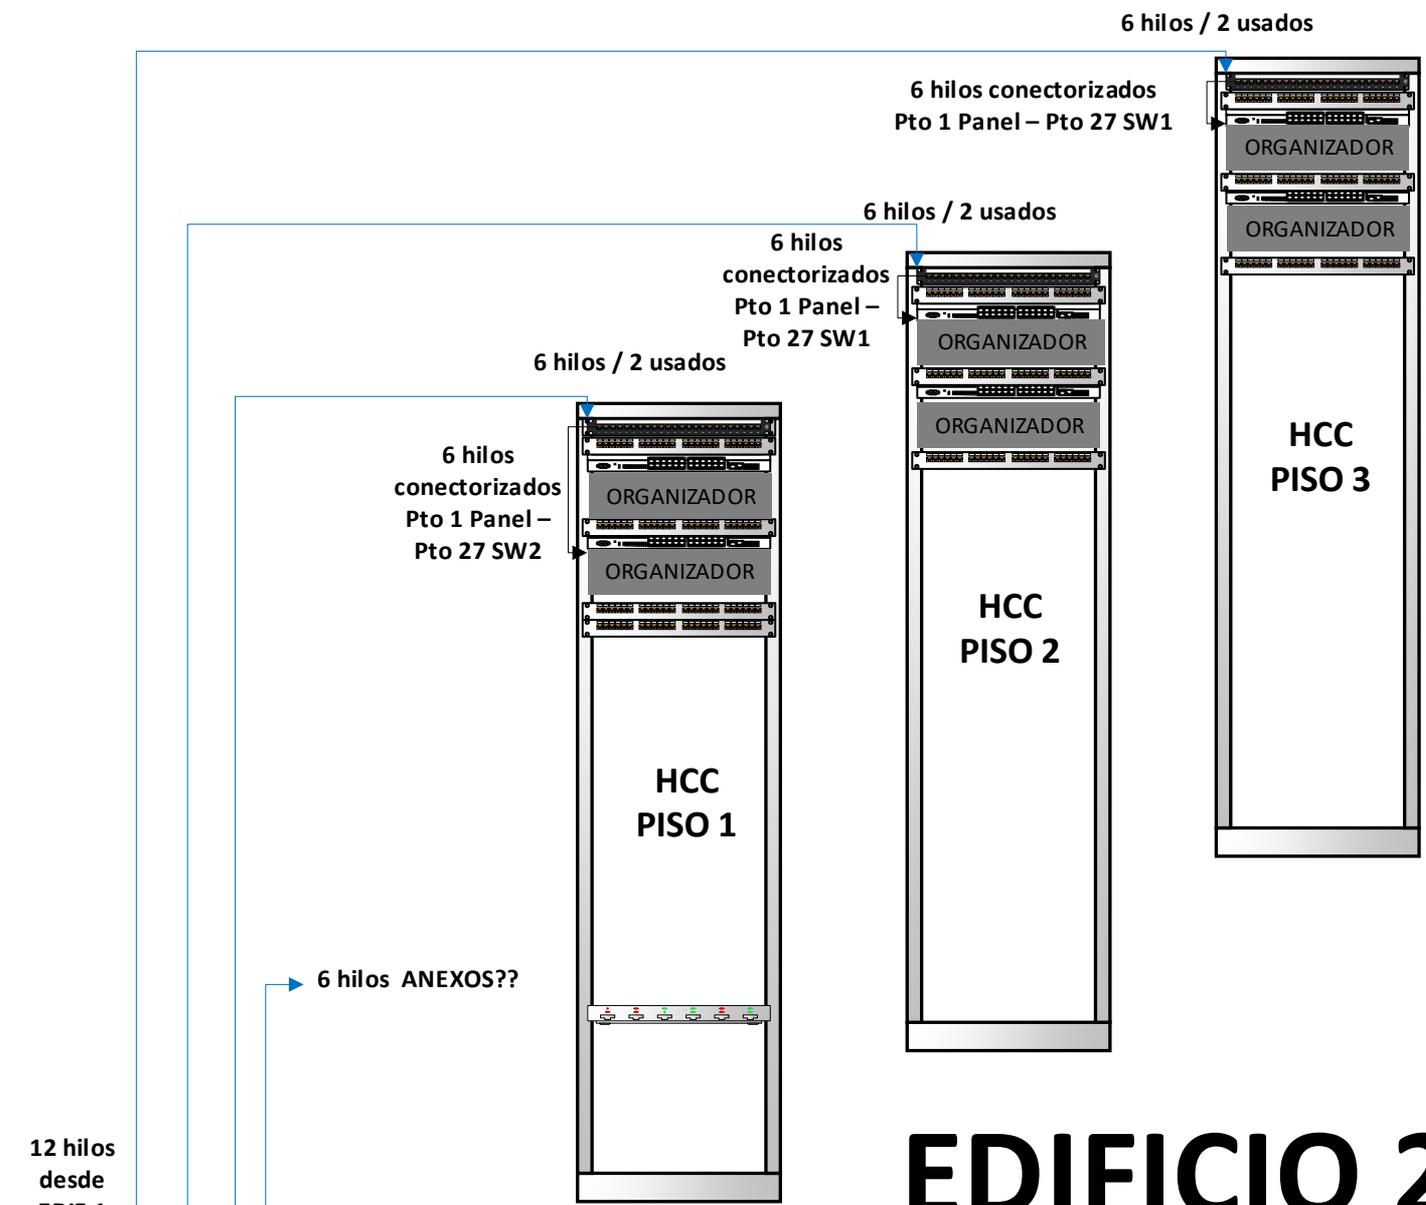 6 hilos / 2 usados
6 hilos conectorizados
Pto 1 Panel – Pto 27 SW1
ORGANIZADOR
ORGANIZADOR
HCC
PISO 3
6 hilos / 2 usados
6 hilos
conectorizados
Pto 1 Panel –
Pto 27 SW1
ORGANIZADOR
ORGANIZADOR
HCC
PISO 2
6 hilos / 2 usados
6 hilos
conectorizados
Pto 1 Panel –
Pto 27 SW2
ORGANIZADOR
ORGANIZADOR
HCC
PISO 1
6 hilos ANEXOS??
12 hilos
desde
EDIFICIO 2